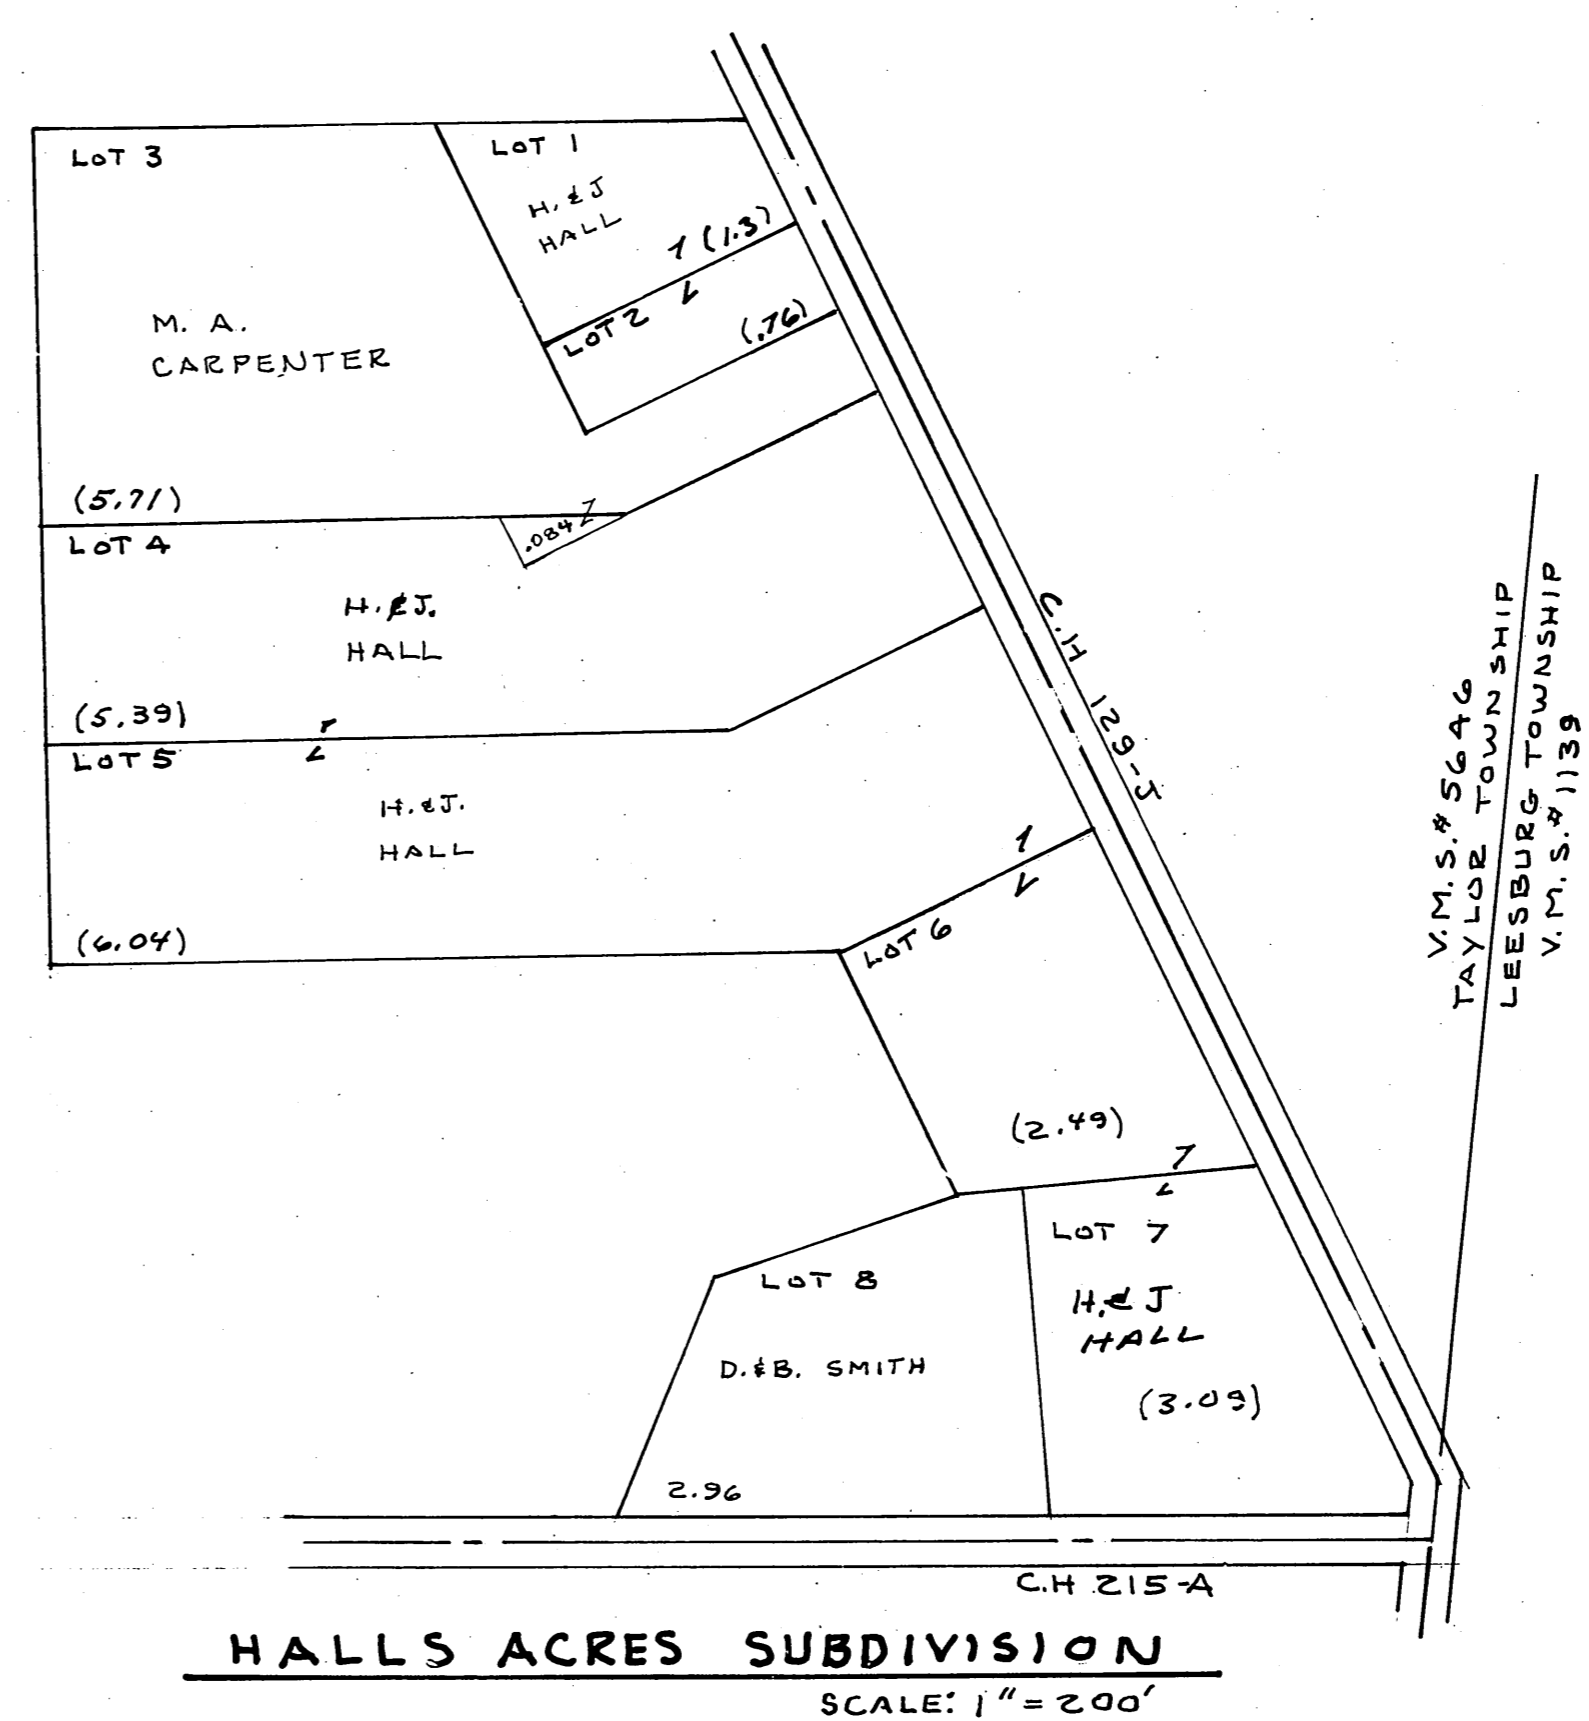 LOT 3
LOT 1
H. & J
HALL
(1.3)
LOT 2
(.76)
M. A.
CARPENTER
(5.71)
LOT 4
.084
H. & J.
HALL
(5.39)
LOT 5
H. & J.
HALL
(6.04)
C.H 129-J
LOT 6
(2.49)
V.M.S.# 5646
TAYLOR TOWNSHIP
LEESBURG TOWNSHIP
V.M.S.# 1139
LOT 7
H. & J
HALL
(3.09)
LOT 8
D. & B. SMITH
2.96
C.H 215-A
HALLS ACRES SUBDIVISION
SCALE: 1" = 200'